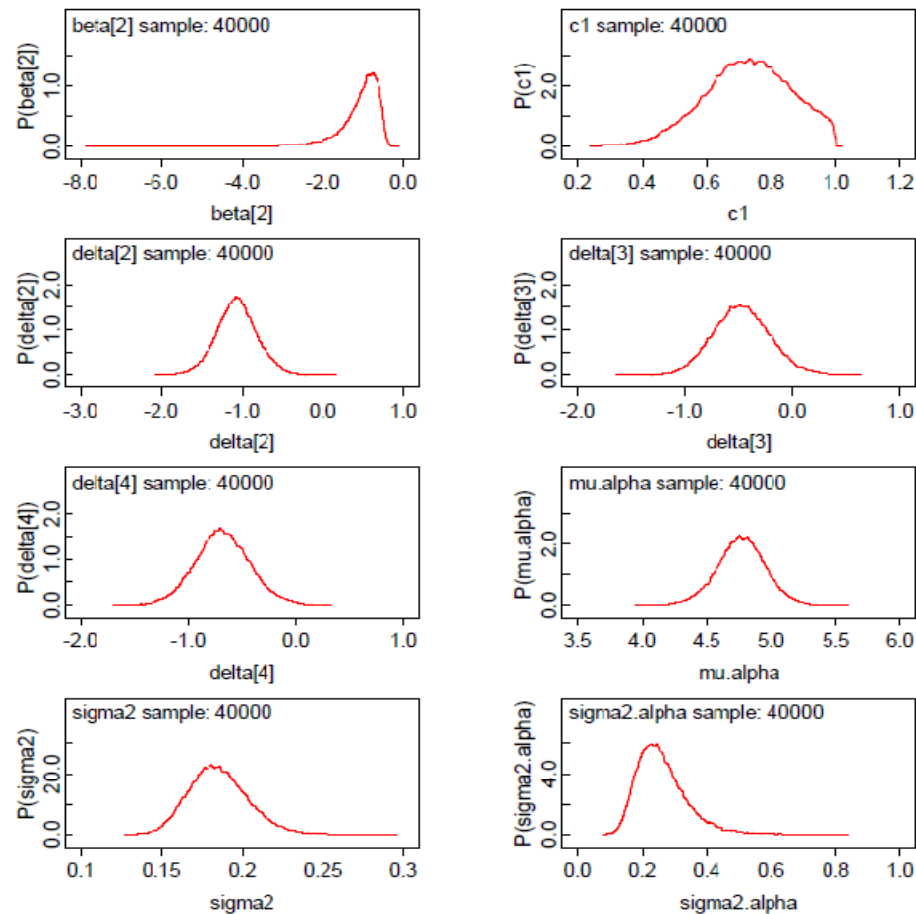 beta[2] sample: 40000
P(beta[2])
0.0 1.0
-8.0 -6.0 -4.0 -2.0 0.0
beta[2]
c1 sample: 40000
P(c1)
0.0 2.0
0.2 0.4 0.6 0.8 1.0 1.2
c1
delta[2] sample: 40000
P(delta[2])
0.0 1.0 2.0
-3.0 -2.0 -1.0 0.0 1.0
delta[2]
delta[3] sample: 40000
P(delta[3])
0.0 1.0 2.0
-2.0 -1.0 0.0 1.0
delta[3]
delta[4] sample: 40000
P(delta[4])
0.0 1.0 2.0
-2.0 -1.0 0.0 1.0
delta[4]
mu.alpha sample: 40000
P(mu.alpha)
0.0 2.0
3.5 4.0 4.5 5.0 5.5 6.0
mu.alpha
sigma2 sample: 40000
P(sigma2)
0.0 20.0
0.1 0.15 0.2 0.25 0.3
sigma2
sigma2.alpha sample: 40000
P(sigma2.alpha)
0.0 4.0
0.0 0.2 0.4 0.6 0.8 1.0
sigma2.alpha